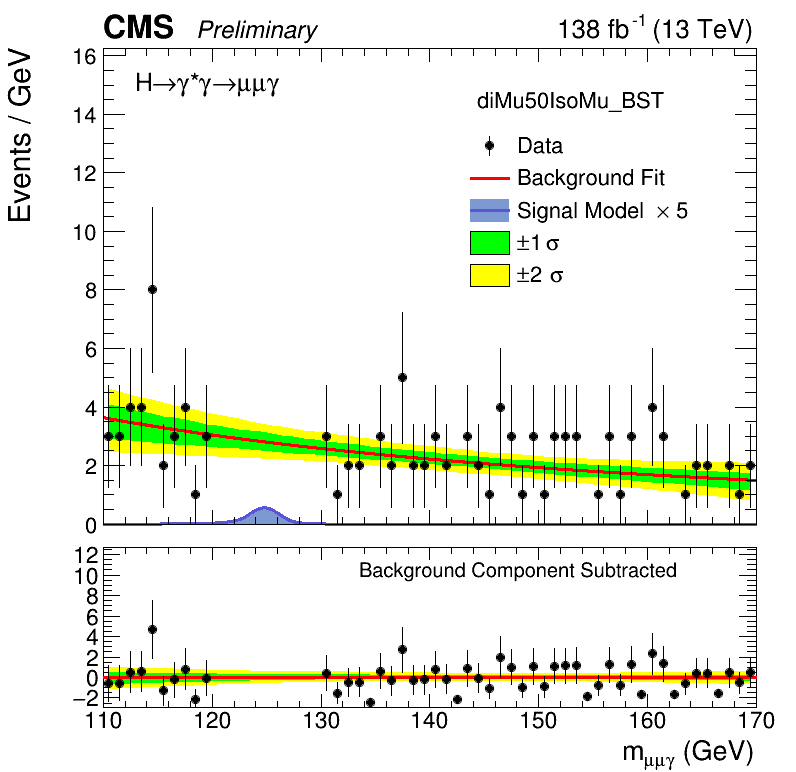 CMS Preliminary 138 fb⁻¹ (13 TeV)
Events / GeV
H→γ*γ→μμγ
diMu50IsoMu_BST
Data
Background Fit
Signal Model × 5
±1 σ
±2 σ
16
14
12
10
8
6
4
2
0
Background Component Subtracted
12
10
8
6
4
2
0
−2
110 120 130 140 150 160 170
m_μμγ (GeV)